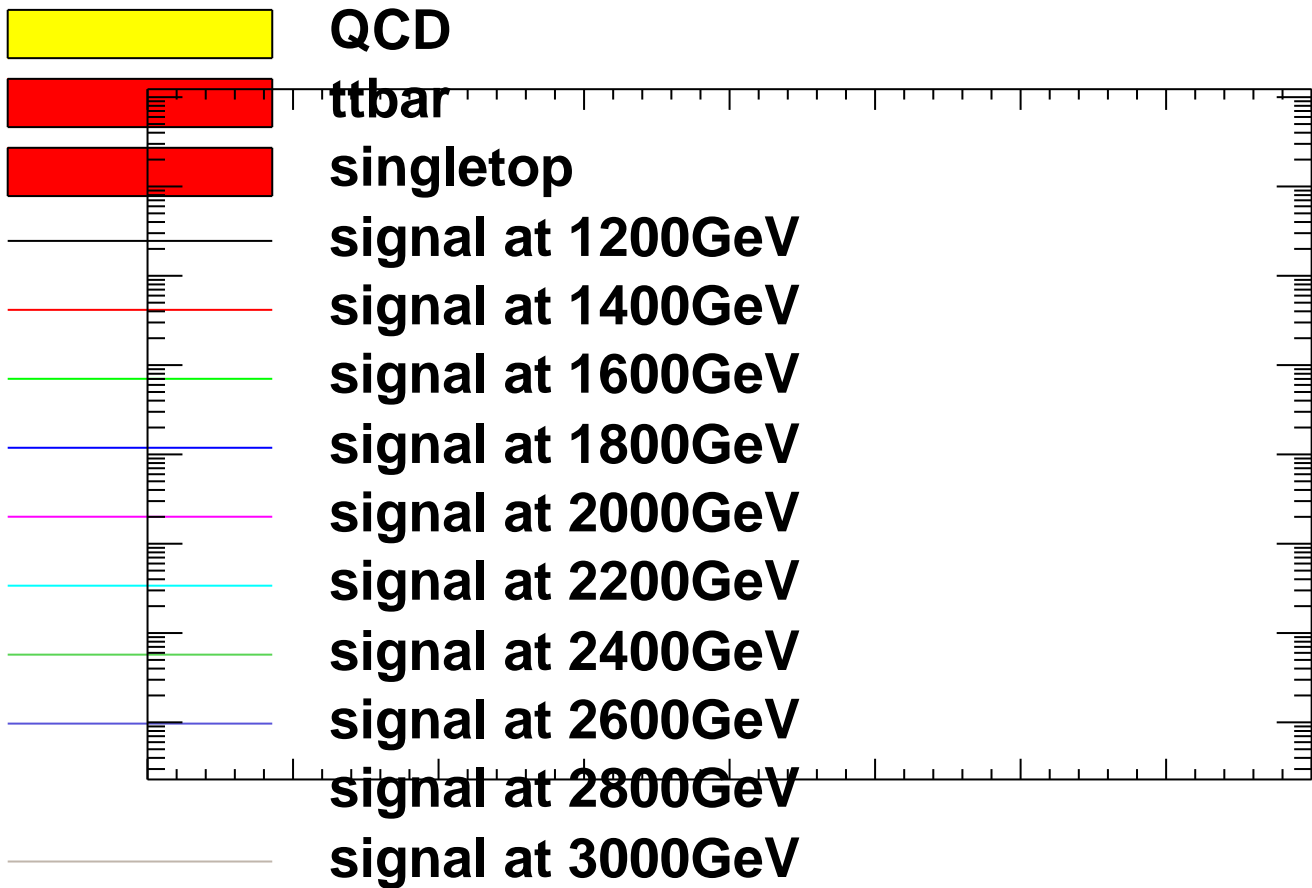 QCD
ttbar
singletop
signal at 1200GeV
signal at 1400GeV
signal at 1600GeV
signal at 1800GeV
signal at 2000GeV
signal at 2200GeV
signal at 2400GeV
signal at 2600GeV
signal at 2800GeV
signal at 3000GeV